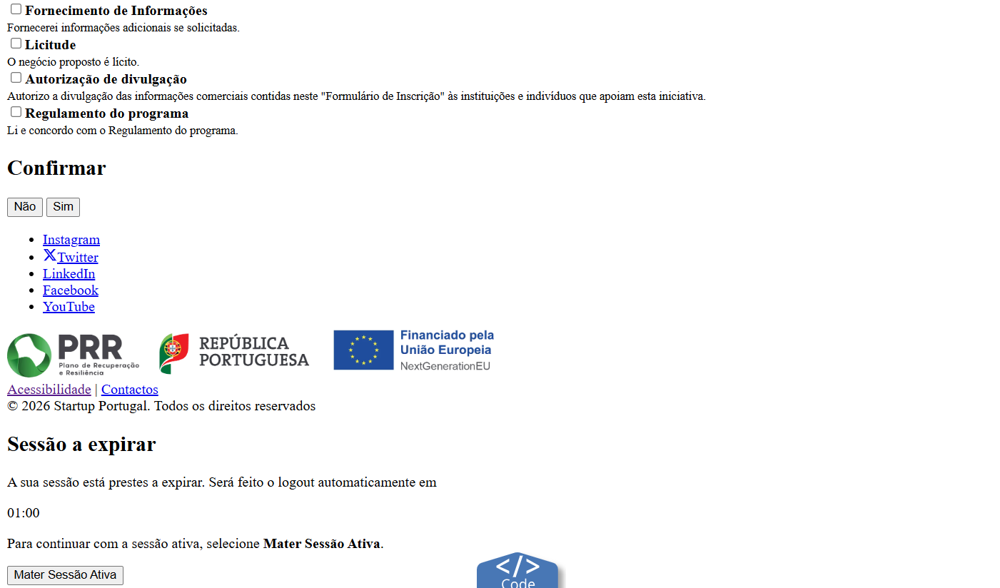 Fornecimento de Informações
Fornecerei informações adicionais se solicitadas.
Licitude
O negócio proposto é lícito.
Autorização de divulgação
Autorizo a divulgação das informações comerciais contidas neste "Formulário de Inscrição" às instituições e indivíduos que apoiam esta iniciativa.
Regulamento do programa
Li e concordo com o Regulamento do programa.
Confirmar
Não Sim
Instagram
Twitter
LinkedIn
Facebook
YouTube
PRR
Plano de Recuperação
e Resiliência
REPÚBLICA
PORTUGUESA
Financiado pela
União Europeia
NextGenerationEU
Acessibilidade | Contactos
© 2026 Startup Portugal. Todos os direitos reservados
Sessão a expirar
A sua sessão está prestes a expirar. Será feito o logout automaticamente em
01:00
Para continuar com a sessão ativa, selecione Mater Sessão Ativa.
Mater Sessão Ativa
</>
Code